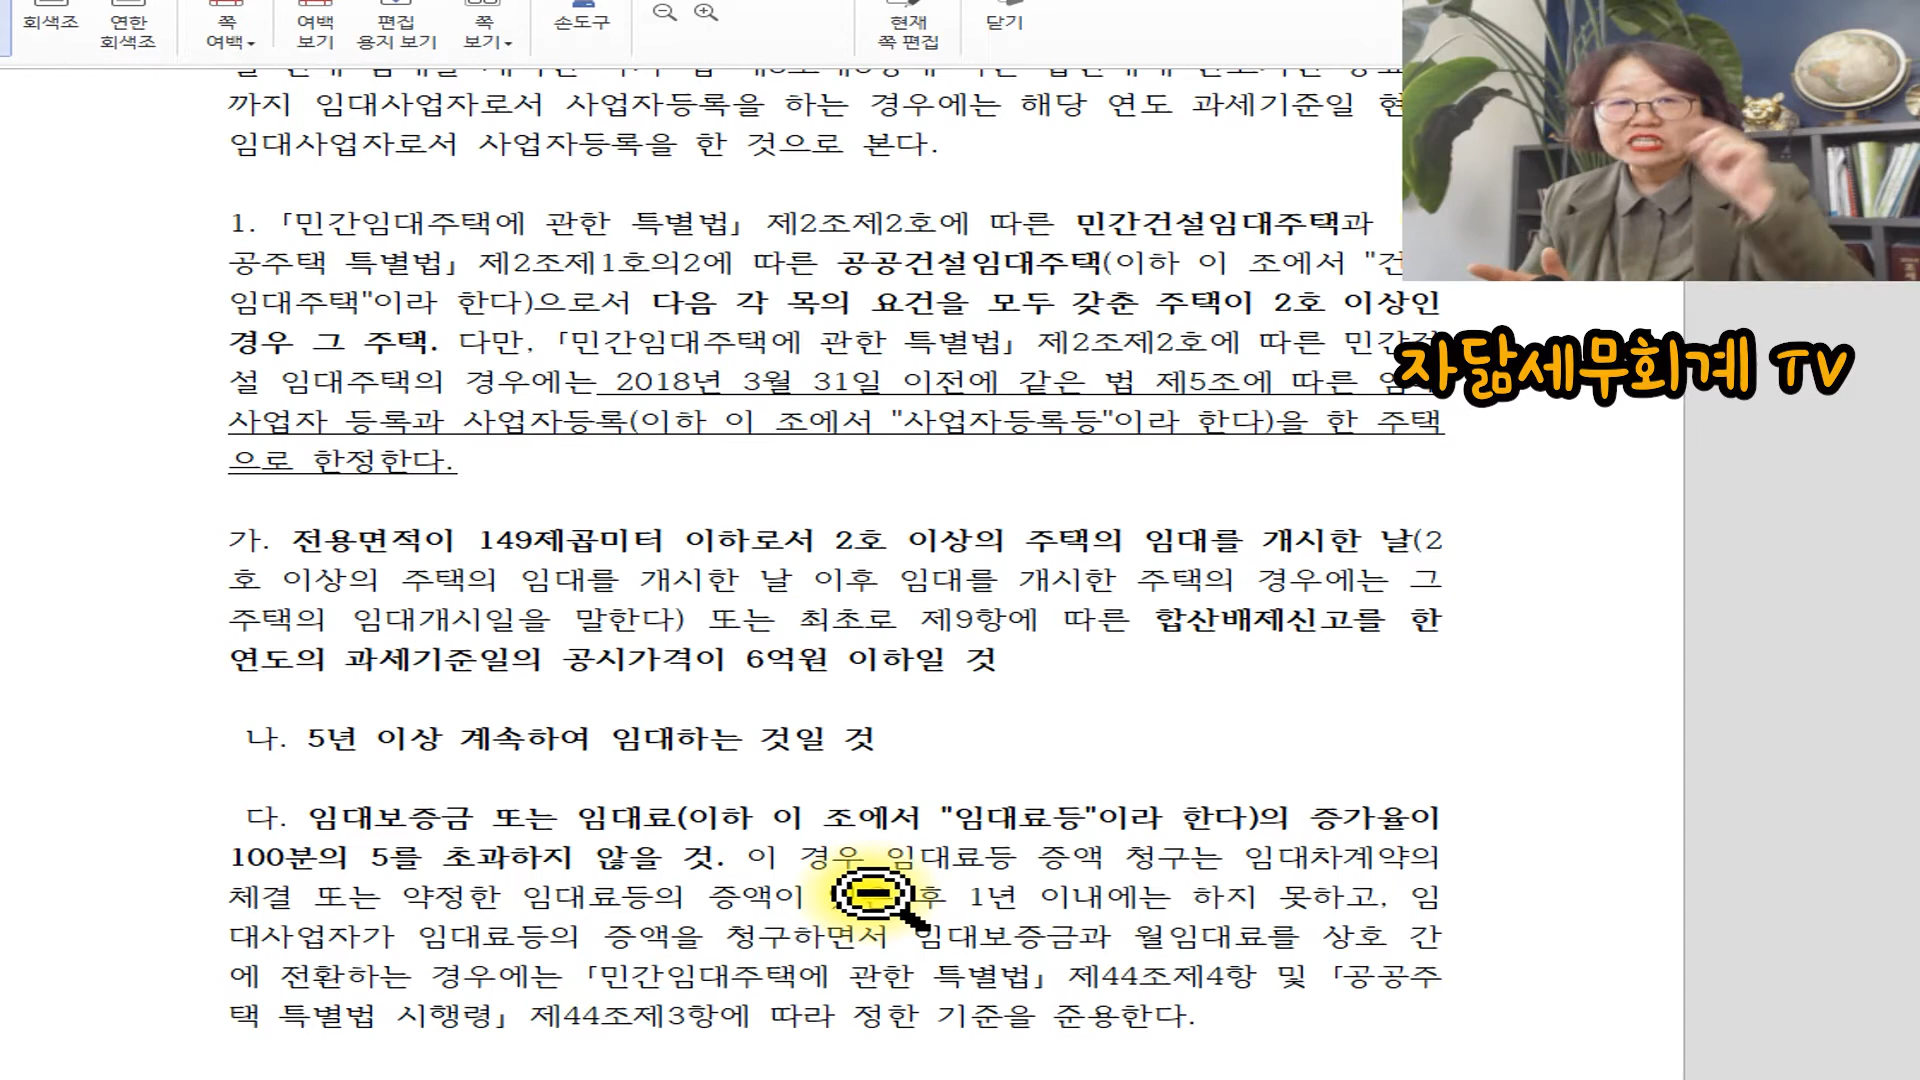 회색조
연한
회색조
쪽
여백
여백
보기
편집
용지 보기
쪽
보기
손도구
현재
쪽 편집
닫기
까지 임대사업자로서 사업자등록을 하는 경우에는 해당 연도 과세기준일 현
임대사업자로서 사업자등록을 한 것으로 본다.
1. 「민간임대주택에 관한 특별법」 제2조제2호에 따른 민간건설임대주택과
공주택 특별법」 제2조제1호의2에 따른 공공건설임대주택(이하 이 조에서 "건
임대주택"이라 한다)으로서 다음 각 목의 요건을 모두 갖춘 주택이 2호 이상인
경우 그 주택. 다만, 「민간임대주택에 관한 특별법」 제2조제2호에 따른 민간건
설 임대주택의 경우에는 2018년 3월 31일 이전에 같은 법 제5조에 따른
사업자 등록과 사업자등록(이하 이 조에서 "사업자등록등"이라 한다)을 한 주택
으로 한정한다.
자닮세무회계 TV
가. 전용면적이 149제곱미터 이하로서 2호 이상의 주택의 임대를 개시한 날(2
호 이상의 주택의 임대를 개시한 날 이후 임대를 개시한 주택의 경우에는 그
주택의 임대개시일을 말한다) 또는 최초로 제9항에 따른 합산배제신고를 한
연도의 과세기준일의 공시가격이 6억원 이하일 것
나. 5년 이상 계속하여 임대하는 것일 것
다. 임대보증금 또는 임대료(이하 이 조에서 "임대료등"이라 한다)의 증가율이
100분의 5를 초과하지 않을 것. 이 경우 임대료등 증액 청구는 임대차계약의
체결 또는 약정한 임대료등의 증액이 후 1년 이내에는 하지 못하고, 임
대사업자가 임대료등의 증액을 청구하면서 임대보증금과 월임대료를 상호 간
에 전환하는 경우에는 「민간임대주택에 관한 특별법」 제44조제4항 및 「공공주
택 특별법 시행령」 제44조제3항에 따라 정한 기준을 준용한다.